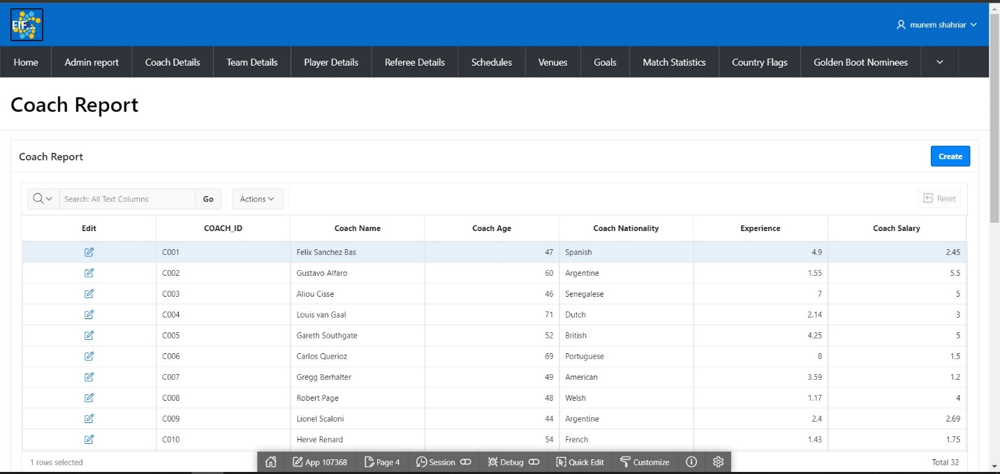 FIF
munem shahriar
Home Admin report Coach Details Team Details Player Details Referee Details Schedules Venues Goals Match Statistics Country Flags Golden Boot Nominees
Coach Report
Coach Report Create
Search: All Text Columns Go Actions Reset
Edit COACH_ID Coach Name Coach Age Coach Nationality Experience Coach Salary
C001 Felix Sanchez Bas 47 Spanish 4.9 2.45
C002 Gustavo Alfaro 60 Argentine 1.55 5.5
C003 Aliou Cisse 46 Senegalese 7 5
C004 Louis van Gaal 71 Dutch 2.14 3
C005 Gareth Southgate 52 British 4.25 5
C006 Carlos Querioz 69 Portuguese 8 1.5
C007 Gregg Berhalter 49 American 3.59 1.2
C008 Robert Page 48 Welsh 1.17 4
C009 Lionel Scaloni 44 Argentine 2.4 2.69
C010 Herve Renard 54 French 1.43 1.75
1 rows selected App 107368 Page 4 Session Debug Quick Edit Customize Total 32